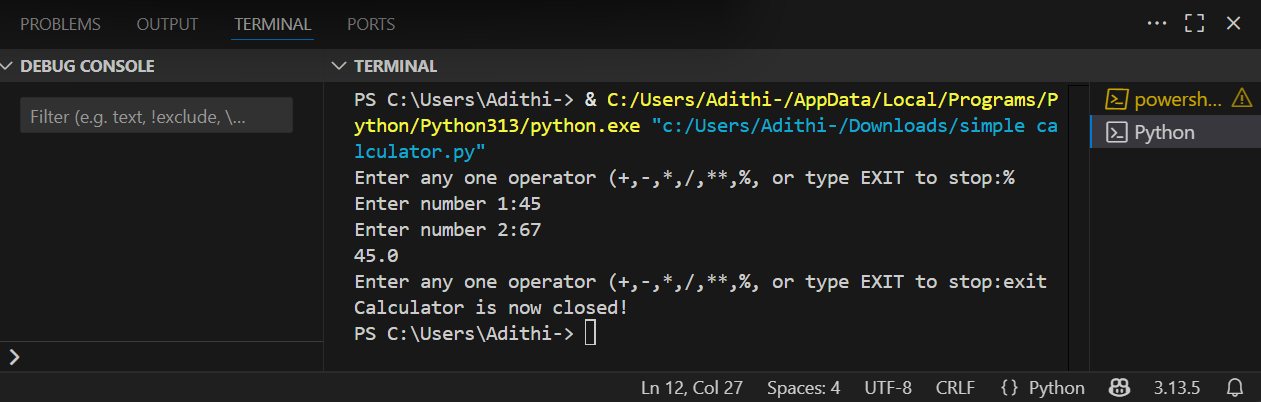 PROBLEMS OUTPUT TERMINAL PORTS
DEBUG CONSOLE
Filter (e.g. text, !exclude, \...
TERMINAL
PS C:\Users\Adithi-> & C:/Users/Adithi-/AppData/Local/Programs/P
ython/Python313/python.exe "c:/Users/Adithi-/Downloads/simple ca
lculator.py"
Enter any one operator (+,-,*,/,**,%, or type EXIT to stop:%
Enter number 1:45
Enter number 2:67
45.0
Enter any one operator (+,-,*,/,**,%, or type EXIT to stop:exit
Calculator is now closed!
PS C:\Users\Adithi->
powersh...
Python
Ln 12, Col 27 Spaces: 4 UTF-8 CRLF {} Python 3.13.5